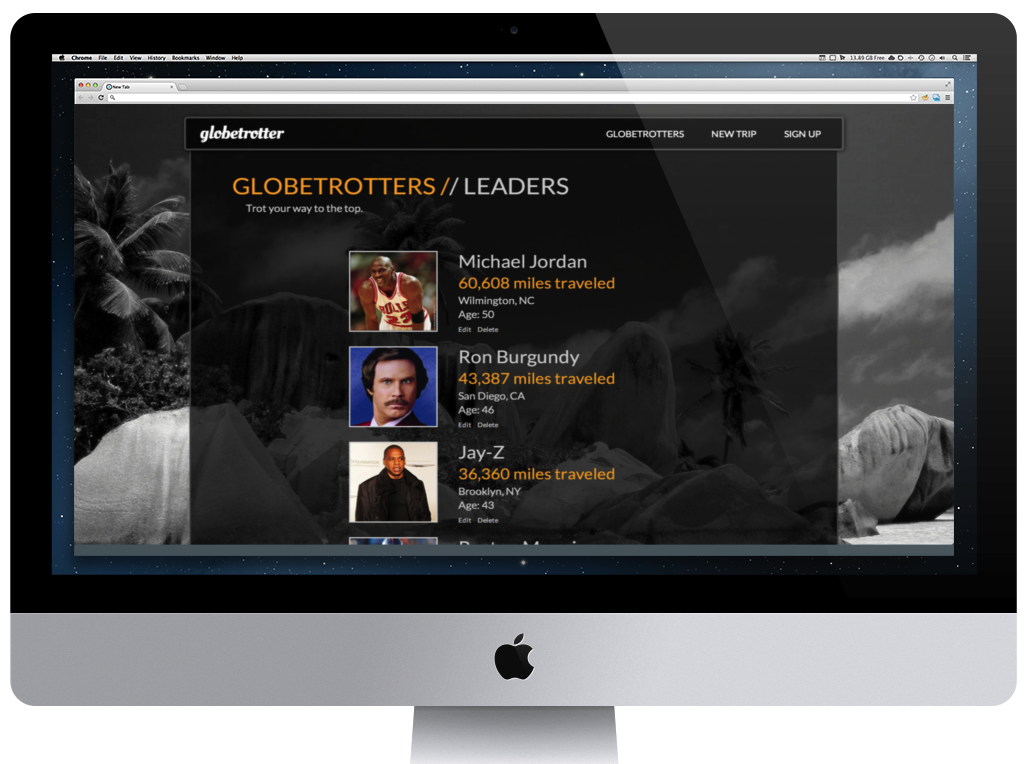 Chrome File Edit View History Bookmarks Window Help
13.89 GB Free
New Tab
globetrotter
GLOBETROTTERS NEW TRIP SIGN UP
GLOBETROTTERS // LEADERS
Trot your way to the top.
Michael Jordan
60,608 miles traveled
Wilmington, NC
Age: 50
Edit Delete
BULLS
23
Ron Burgundy
43,387 miles traveled
San Diego, CA
Age: 46
Edit Delete
Jay-Z
36,360 miles traveled
Brooklyn, NY
Age: 43
Edit Delete